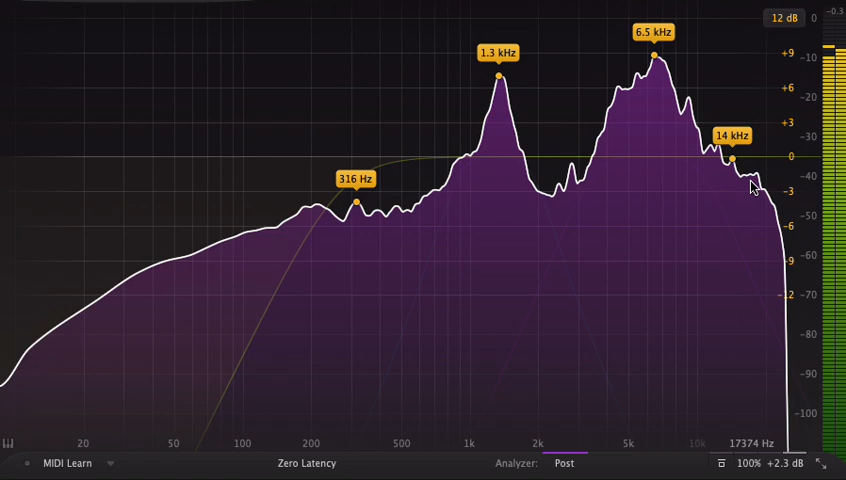 12 dB 0 -0.3
6.5 kHz
1.3 kHz +9 -10
+6 -20
+3
14 kHz -30
0
316 Hz -40
-3
-50
-6
-9 -60
-12 -70
-80
-90
-100
20 50 100 200 500 1k 2k 5k 10k 17374 Hz
MIDI Learn Zero Latency Analyzer: Post 100% +2.3 dB